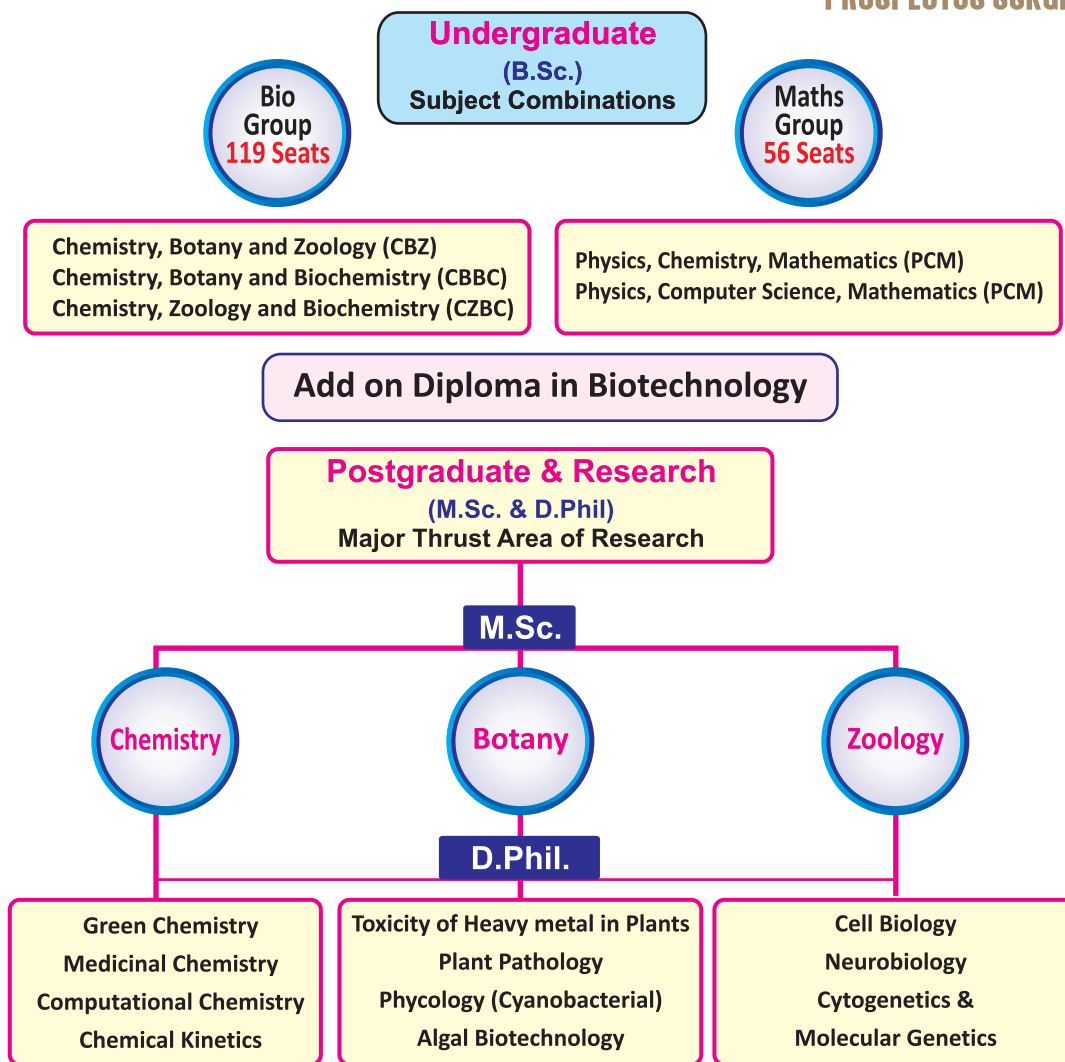 Undergraduate
(B.Sc.)
Subject Combinations
Bio
Group
119 Seats
Maths
Group
56 Seats
Chemistry, Botany and Zoology (CBZ)
Chemistry, Botany and Biochemistry (CBBC)
Chemistry, Zoology and Biochemistry (CZBC)
Physics, Chemistry, Mathematics (PCM)
Physics, Computer Science, Mathematics (PCM)
Add on Diploma in Biotechnology
Postgraduate & Research
(M.Sc. & D.Phil)
Major Thrust Area of Research
M.Sc.
Chemistry
Botany
Zoology
D.Phil.
Green Chemistry
Medicinal Chemistry
Computational Chemistry
Chemical Kinetics
Toxicity of Heavy metal in Plants
Plant Pathology
Phycology (Cyanobacterial)
Algal Biotechnology
Cell Biology
Neurobiology
Cytogenetics &
Molecular Genetics